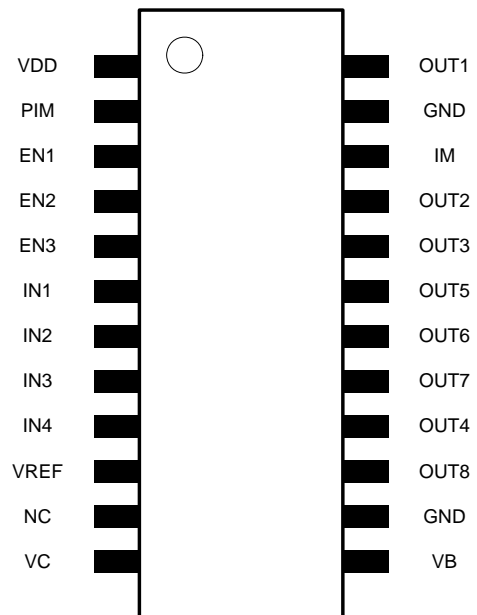 VDD OUT1
PIM GND
EN1 IM
EN2 OUT2
EN3 OUT3
IN1 OUT5
IN2 OUT6
IN3 OUT7
IN4 OUT4
VREF OUT8
NC GND
VC VB